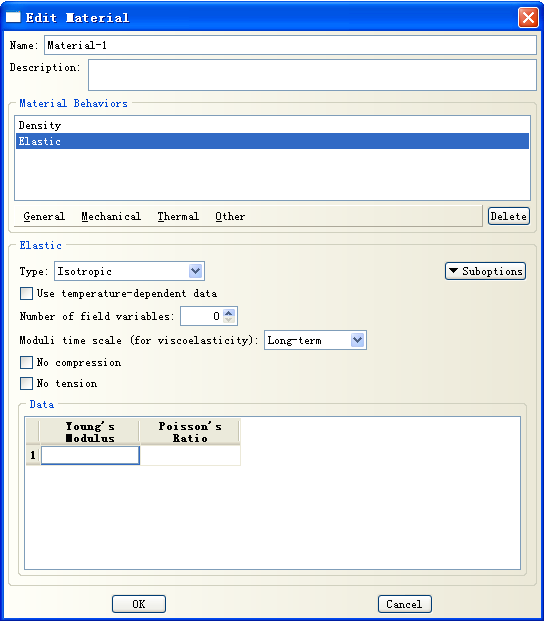 Edit Material
Name: Material-1
Description:
Material Behaviors
Density
Elastic
General Mechanical Thermal Other Delete
Elastic
Type: Isotropic Suboptions
Use temperature-dependent data
Number of field variables: 0
Moduli time scale (for viscoelasticity): Long-term
No compression
No tension
Data
Young's Poisson's
Modulus Ratio
1
OK Cancel